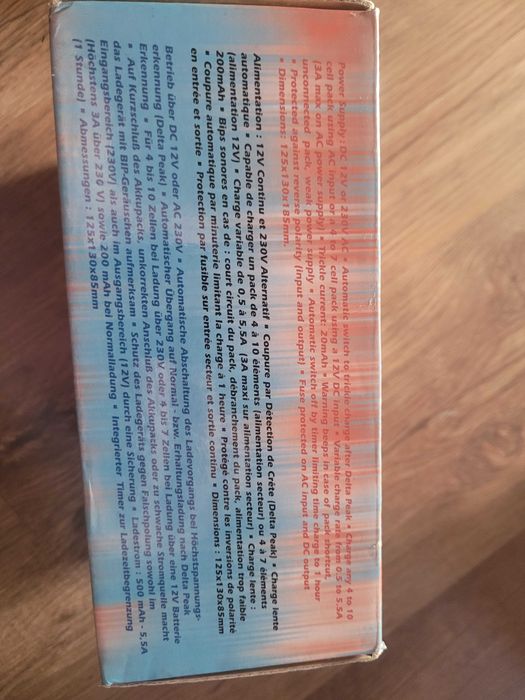 Power Supply : DC 12V or 230V AC • Automatic switch to trickle charge after Delta Peak • Charge any 4 to 10
cell pack using AC input or a 4 to 7 cell pack using a 12V DC input • Variable charge rate from 0.5 to 5.5A
(3A max on AC power supply) • Trickle current: 20mAh • Warning beeps in case of pack shortcut,
unconnected pack, weak power supply • Automatic switch off by timer limiting time charge to 1 hour
• Protected against reverse polarity (input and output) • Fuse protected on AC input and DC output
• Dimensions: 125x130x185mm.
Alimentation : 12V Continu et 230V Alternatif • Coupure par Détection de Crête (Delta Peak) • Charge lente
automatique • Capable de charger un pack de 4 à 10 éléments (alimentation secteur) ou 4 à 7 éléments
(alimentation 12V) • Charge variable de 0,5 à 5,5A (3A maxi sur alimentation secteur) • Charge lente :
200mAh • Bips sonores en cas de : court circuit du pack, débranchement du pack, alimentation trop faible
• Coupure automatique par minuterie limitant la charge à 1 heure • Protégé contre les inversions de polarité
en entrée et sortie • Protection par fusible sur entrée secteur et sortie continu • Dimensions : 125x130x85mm
Betrieb über DC 12V oder AC 230V • Automatische Abschaltung des Ladevorgangs bei Höchstspannungs-
erkennung (Delta Peak) • Automatischer Übergang auf Normal - bzw. Erhaltungsladung nach Delta Peak
Erkennung • Für 4 bis 10 Zellen bei Ladung über 230V oder 4 bis 7 Zellen bei Ladung über eine 12V Batterie
• Auf Kurzschluß des Akkupacks, unkorrekten Anschluß des Akkupacks oder zu schwache Stromquelle macht
das Ladegerät mit BIP-Geräuschen aufmerksam • Schutz des Ladegeräts gegen Falschpolung sowohl im
Eingangsbereich (230V) als auch im Ausgangsbereich (12V) durch eine Sicherung • Ladestrom : 500 mAh - 5,5A
(Höchstens 3A über 230 V) sowie 200 mAh bei Normalladung • Integrierter Timer zur Ladezeitbegrenzung
(1 Stunde) • Abmessungen : 125x130x85mm